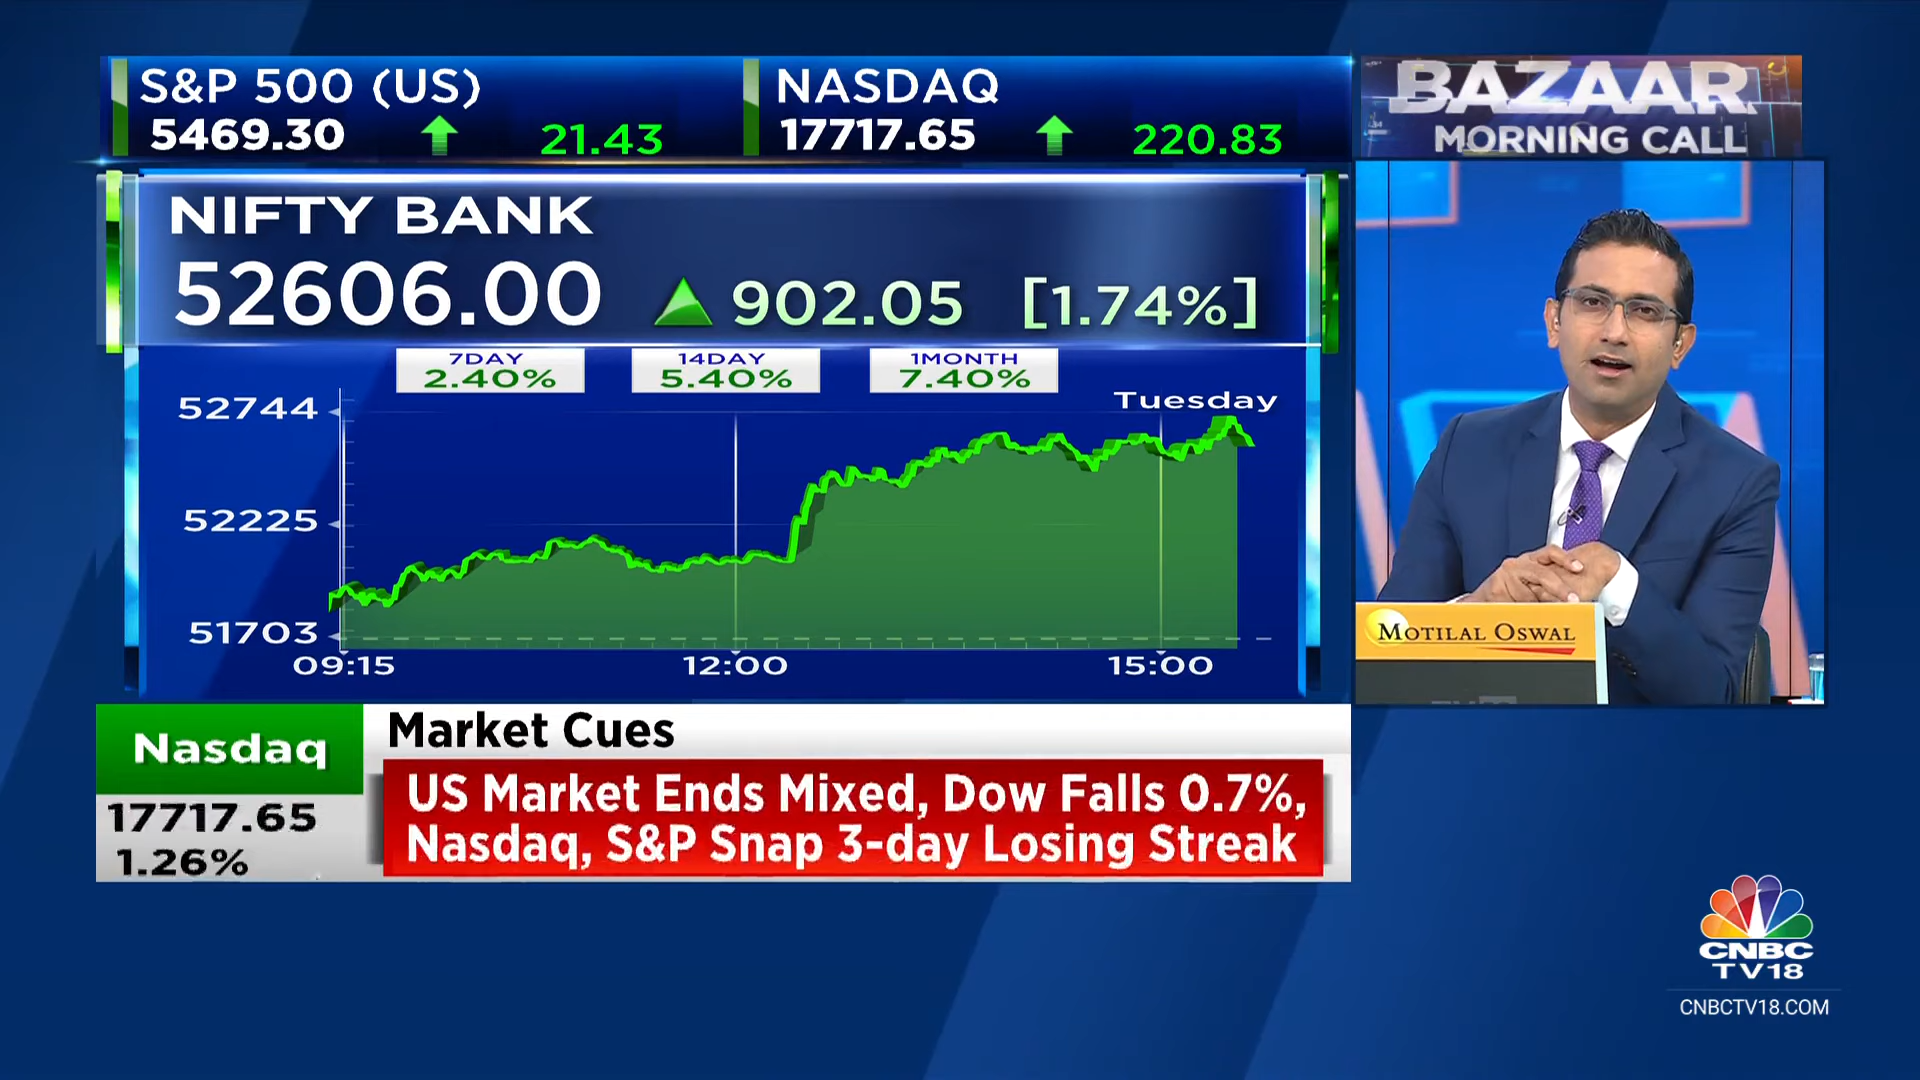 S&P 500 (US)
5469.30 21.43
NASDAQ
17717.65 220.83
BAZAAR
MORNING CALL
NIFTY BANK
52606.00 902.05 [1.74%]
7DAY
2.40%
14DAY
5.40%
1MONTH
7.40%
Tuesday
52744
52225
51703
09:15 12:00 15:00
MOTILAL OSWAL
Nasdaq
17717.65
1.26%
Market Cues
US Market Ends Mixed, Dow Falls 0.7%,
Nasdaq, S&P Snap 3-day Losing Streak
CNBC
TV18
CNBCTV18.COM